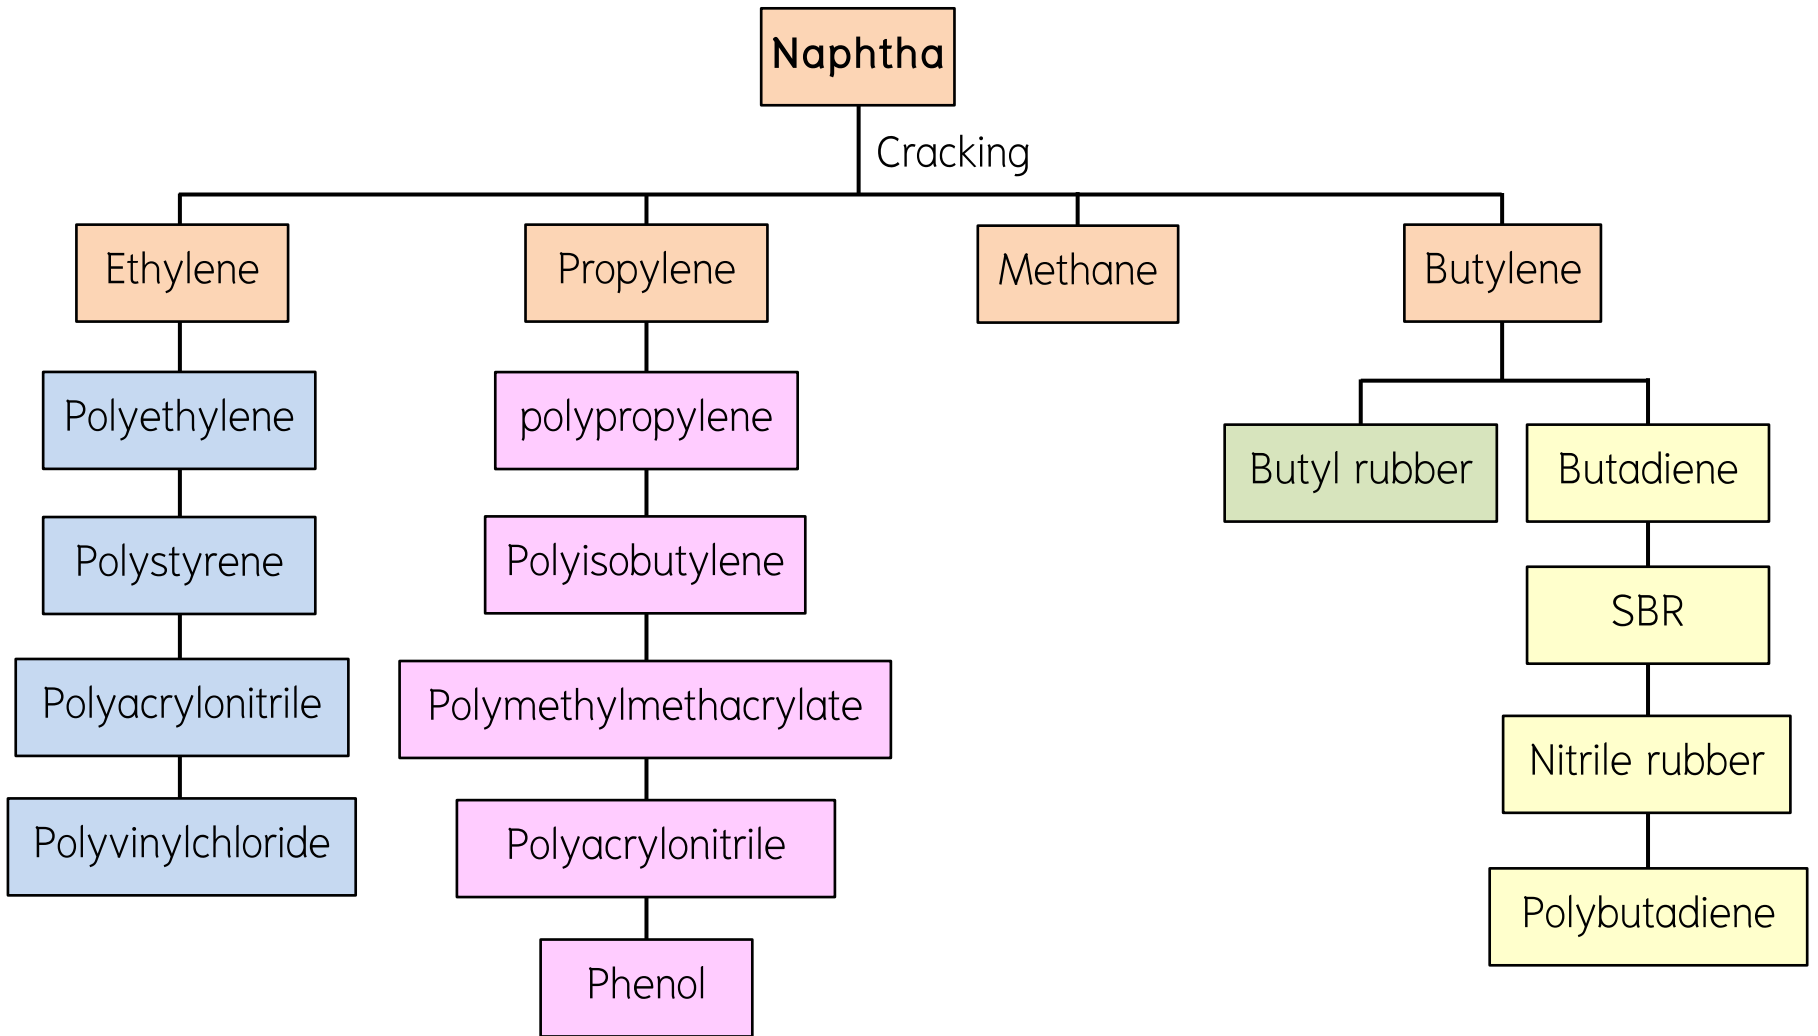 Naphtha
Cracking
Ethylene
Propylene
Methane
Butylene
Polyethylene
polypropylene
Butyl rubber
Butadiene
Polystyrene
Polyisobutylene
SBR
Polyacrylonitrile
Polymethylmethacrylate
Nitrile rubber
Polyvinylchloride
Polyacrylonitrile
Polybutadiene
Phenol